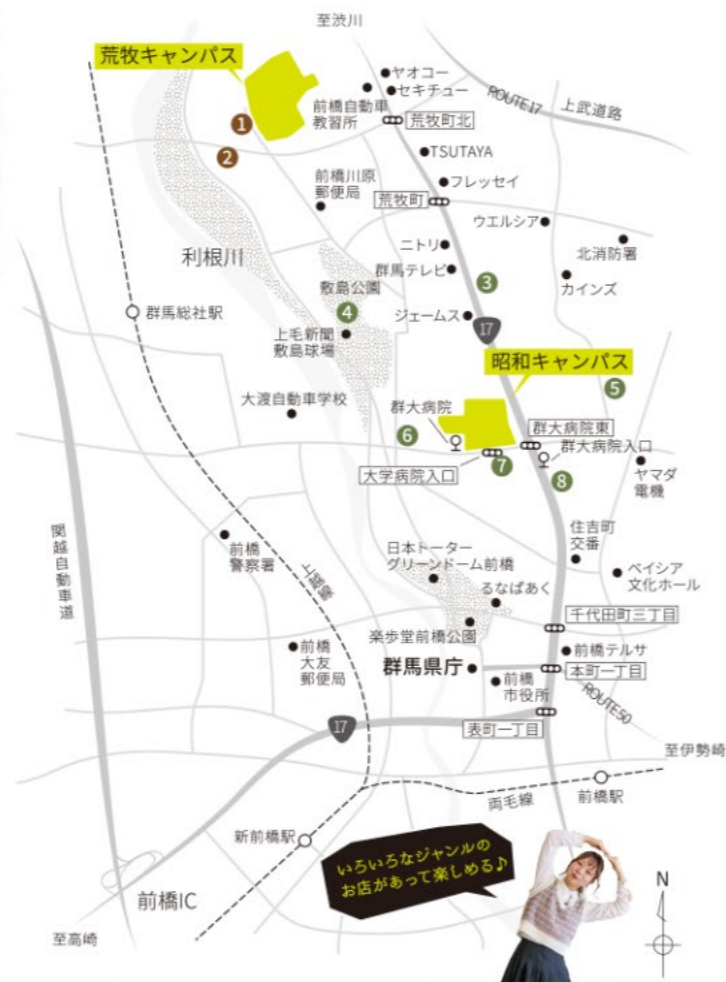 至渋川
荒牧キャンパス
ヤオコー
セキチュー
前橋自動車
教習所
荒牧町北
ROUTE17
上武道路
1
2
TSUTAYA
前橋川原
郵便局
フレッセイ
荒牧町
ウエルシア
利根川
ニトリ
北消防署
群馬テレビ
3
カインズ
敷島公園
4
群馬総社駅
ジェームス
17
上毛新聞
敷島球場
昭和キャンパス
5
大渡自動車学校
群大病院
6
群大病院東
群大病院入口
7
大学病院入口
8
ヤマダ
電機
関越自動車道
前橋
警察署
上越線
日本トーター
グリーンドーム前橋
住吉町
交番
ベイシア
文化ホール
るなぱあく
千代田町三丁目
楽歩堂前橋公園
前橋
大友
郵便局
群馬県庁
前橋テルサ
本町一丁目
前橋
市役所
ROUTE50
17
表町一丁目
至伊勢崎
両毛線
前橋駅
新前橋駅
いろいろなジャンルの
お店があって楽しめる♪
前橋IC
N
至高崎